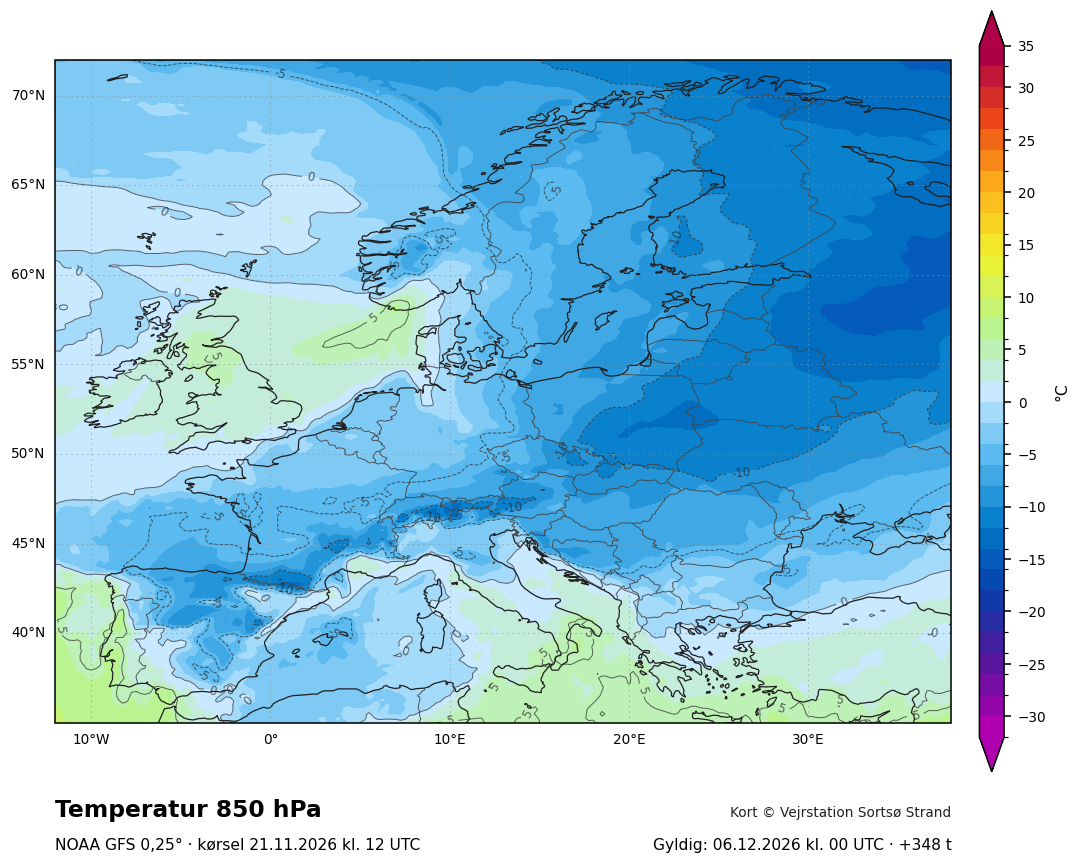 70°N
65°N
60°N
55°N
50°N
45°N
40°N
10°W
0°
10°E
20°E
30°E
35
30
25
20
15
10
5
0
−5
−10
−15
−20
−25
−30
°C
Temperatur 850 hPa
Kort © Vejrstation Sortsø Strand
NOAA GFS 0,25° · kørsel 21.11.2026 kl. 12 UTC
Gyldig: 06.12.2026 kl. 00 UTC · +348 t